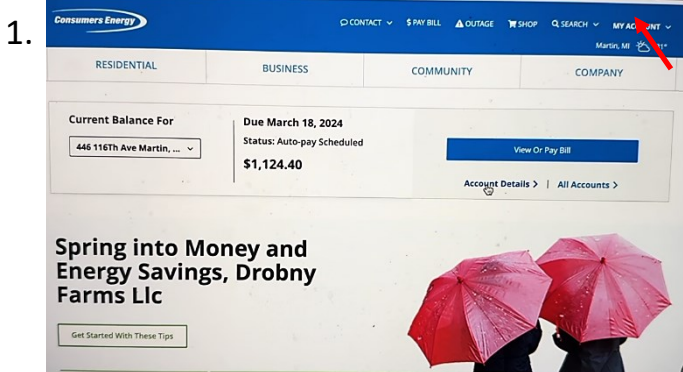 1.
Consumers Energy
CONTACT $ PAY BILL OUTAGE SHOP SEARCH MY ACCOUNT
Martin, MI
RESIDENTIAL BUSINESS COMMUNITY COMPANY
Current Balance For
446 116Th Ave Martin, ...
Due March 18, 2024
Status: Auto-pay Scheduled
$1,124.40
View Or Pay Bill
Account Details > | All Accounts >
Spring into Money and
Energy Savings, Drobny
Farms Llc
Get Started With These Tips